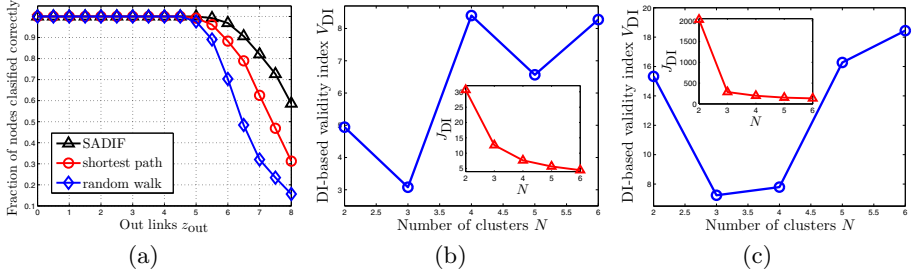 Fraction of nodes clasified correctly
1
0.9
0.8
0.7
0.6
0.5
0.4
0.3
0.2
0.1
SADIF
shortest path
random walk
0 1 2 3 4 5 6 7 8
Out links z_out
(a)
DI-based validity index V_DI
8
7
6
5
4
3
J_DI
30
25
20
15
10
5
2 3 4 5 6
N
2 2.5 3 3.5 4 4.5 5 5.5 6
Number of clusters N
(b)
DI-based validity index V_DI
20
18
16
14
12
10
8
J_DI
2000
1500
1000
500
0
2 3 4 5 6
N
2 2.5 3 3.5 4 4.5 5 5.5 6
Number of clusters N
(c)